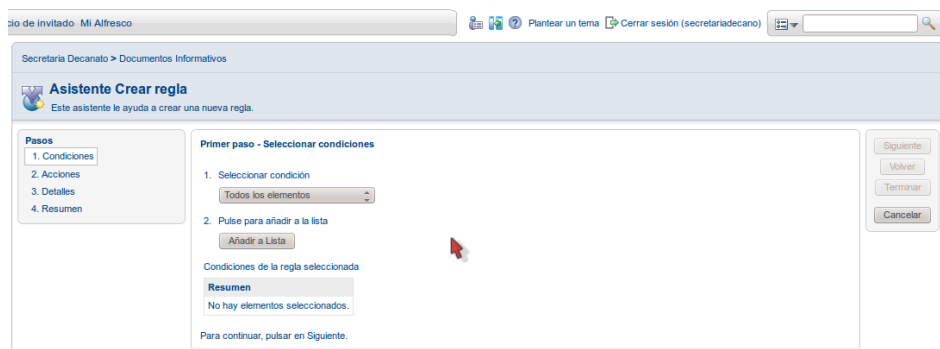 cio de invitado Mi Alfresco
Plantear un tema Cerrar sesión (secretariadecano)
Secretaria Decanato > Documentos Informativos
Asistente Crear regla
Este asistente le ayuda a crear una nueva regla.
Pasos
1. Condiciones
2. Acciones
3. Detalles
4. Resumen
Primer paso - Seleccionar condiciones
1. Seleccionar condición
Todos los elementos
2. Pulse para añadir a la lista
Añadir a Lista
Condiciones de la regla seleccionada
Resumen
No hay elementos seleccionados.
Para continuar, pulsar en Siguiente.
Siguiente
Volver
Terminar
Cancelar